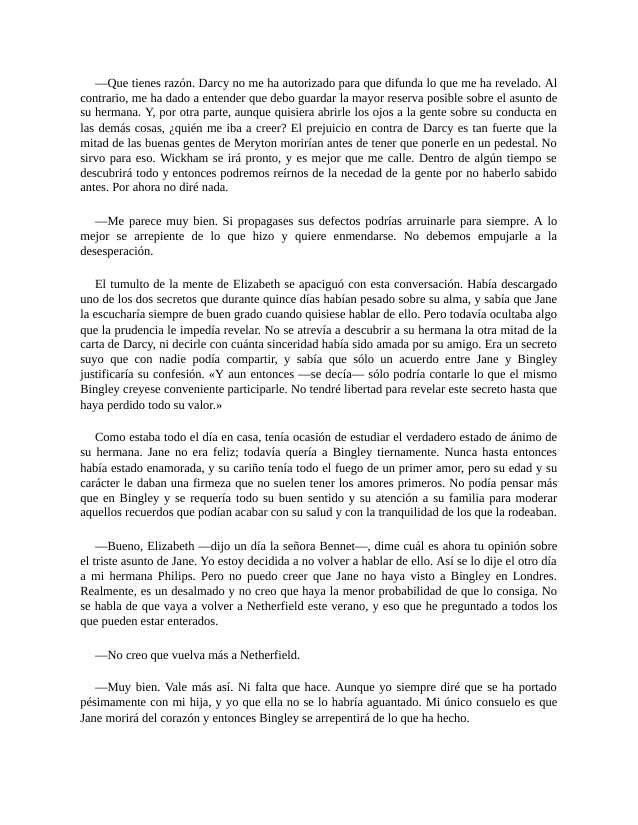 —Que tienes razón. Darcy no me ha autorizado para que difunda lo que me ha revelado. Al
contrario, me ha dado a entender que debo guardar la mayor reserva posible sobre el asunto de
su hermana. Y, por otra parte, aunque quisiera abrirle los ojos a la gente sobre su conducta en
las demás cosas, ¿quién me iba a creer? El prejuicio en contra de Darcy es tan fuerte que la
mitad de las buenas gentes de Meryton morirían antes de tener que ponerle en un pedestal. No
sirvo para eso. Wickham se irá pronto, y es mejor que me calle. Dentro de algún tiempo se
descubrirá todo y entonces podremos reírnos de la necedad de la gente por no haberlo sabido
antes. Por ahora no diré nada.
—Me parece muy bien. Si propagases sus defectos podrías arruinarle para siempre. A lo
mejor se arrepiente de lo que hizo y quiere enmendarse. No debemos empujarle a la
desesperación.
El tumulto de la mente de Elizabeth se apaciguó con esta conversación. Había descargado
uno de los dos secretos que durante quince días habían pesado sobre su alma, y sabía que Jane
la escucharía siempre de buen grado cuando quisiese hablar de ello. Pero todavía ocultaba algo
que la prudencia le impedía revelar. No se atrevía a descubrir a su hermana la otra mitad de la
carta de Darcy, ni decirle con cuánta sinceridad había sido amada por su amigo. Era un secreto
suyo que con nadie podía compartir, y sabía que sólo un acuerdo entre Jane y Bingley
justificaría su confesión. «Y aun entonces —se decía— sólo podría contarle lo que el mismo
Bingley creyese conveniente participarle. No tendré libertad para revelar este secreto hasta que
haya perdido todo su valor.»
Como estaba todo el día en casa, tenía ocasión de estudiar el verdadero estado de ánimo de
su hermana. Jane no era feliz; todavía quería a Bingley tiernamente. Nunca hasta entonces
había estado enamorada, y su cariño tenía todo el fuego de un primer amor, pero su edad y su
carácter le daban una firmeza que no suelen tener los amores primeros. No podía pensar más
que en Bingley y se requería todo su buen sentido y su atención a su familia para moderar
aquellos recuerdos que podían acabar con su salud y con la tranquilidad de los que la rodeaban.
—Bueno, Elizabeth —dijo un día la señora Bennet—, dime cuál es ahora tu opinión sobre
el triste asunto de Jane. Yo estoy decidida a no volver a hablar de ello. Así se lo dije el otro día
a mi hermana Philips. Pero no puedo creer que Jane no haya visto a Bingley en Londres.
Realmente, es un desalmado y no creo que haya la menor probabilidad de que lo consiga. No
se habla de que vaya a volver a Netherfield este verano, y eso que he preguntado a todos los
que pueden estar enterados.
—No creo que vuelva más a Netherfield.
—Muy bien. Vale más así. Ni falta que hace. Aunque yo siempre diré que se ha portado
pésimamente con mi hija, y yo que ella no se lo habría aguantado. Mi único consuelo es que
Jane morirá del corazón y entonces Bingley se arrepentirá de lo que ha hecho.